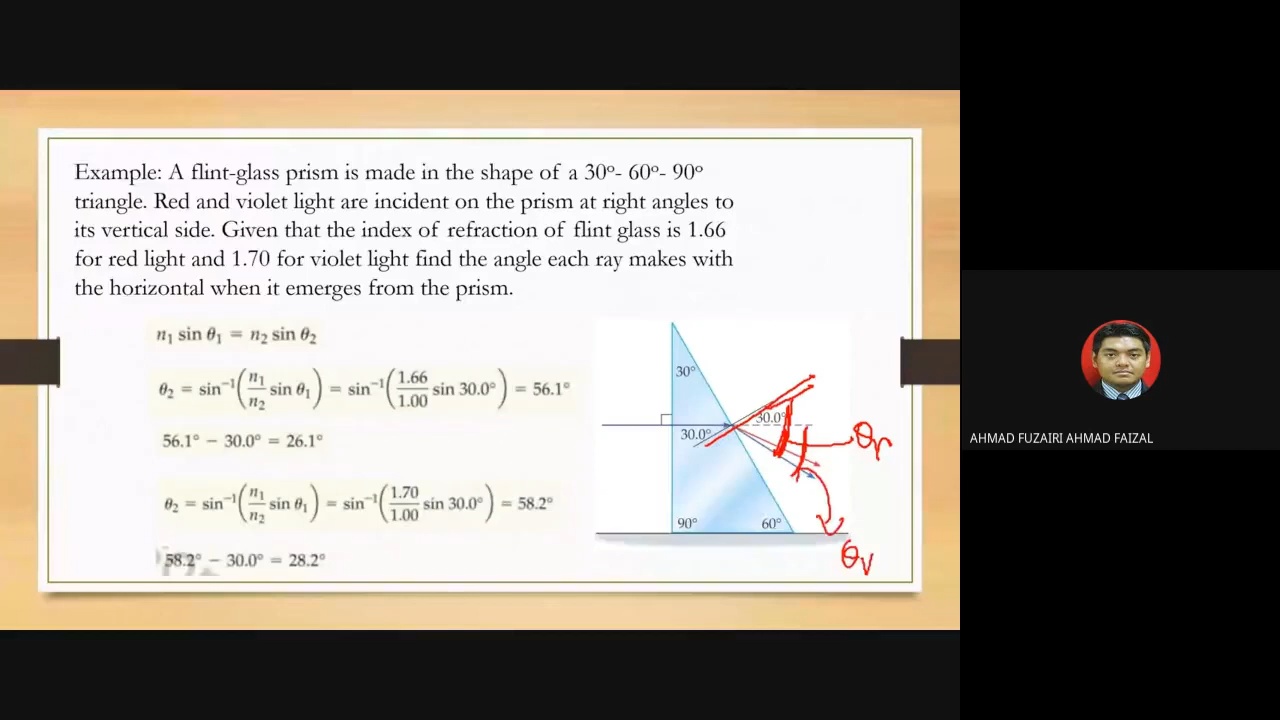 Example: A flint-glass prism is made in the shape of a 30º- 60º- 90º
triangle. Red and violet light are incident on the prism at right angles to
its vertical side. Given that the index of refraction of flint glass is 1.66
for red light and 1.70 for violet light find the angle each ray makes with
the horizontal when it emerges from the prism.
n₁ sin θ₁ = n₂ sin θ₂
θ₂ = sin⁻¹(n₁/n₂ sin θ₁) = sin⁻¹(1.66/1.00 sin 30.0°) = 56.1°
56.1° − 30.0° = 26.1°
θ₂ = sin⁻¹(n₁/n₂ sin θ₁) = sin⁻¹(1.70/1.00 sin 30.0°) = 58.2°
58.2° − 30.0° = 28.2°
30°
30.0°
30.0°
90°
60°
θr
θv
AHMAD FUZAIRI AHMAD FAIZAL